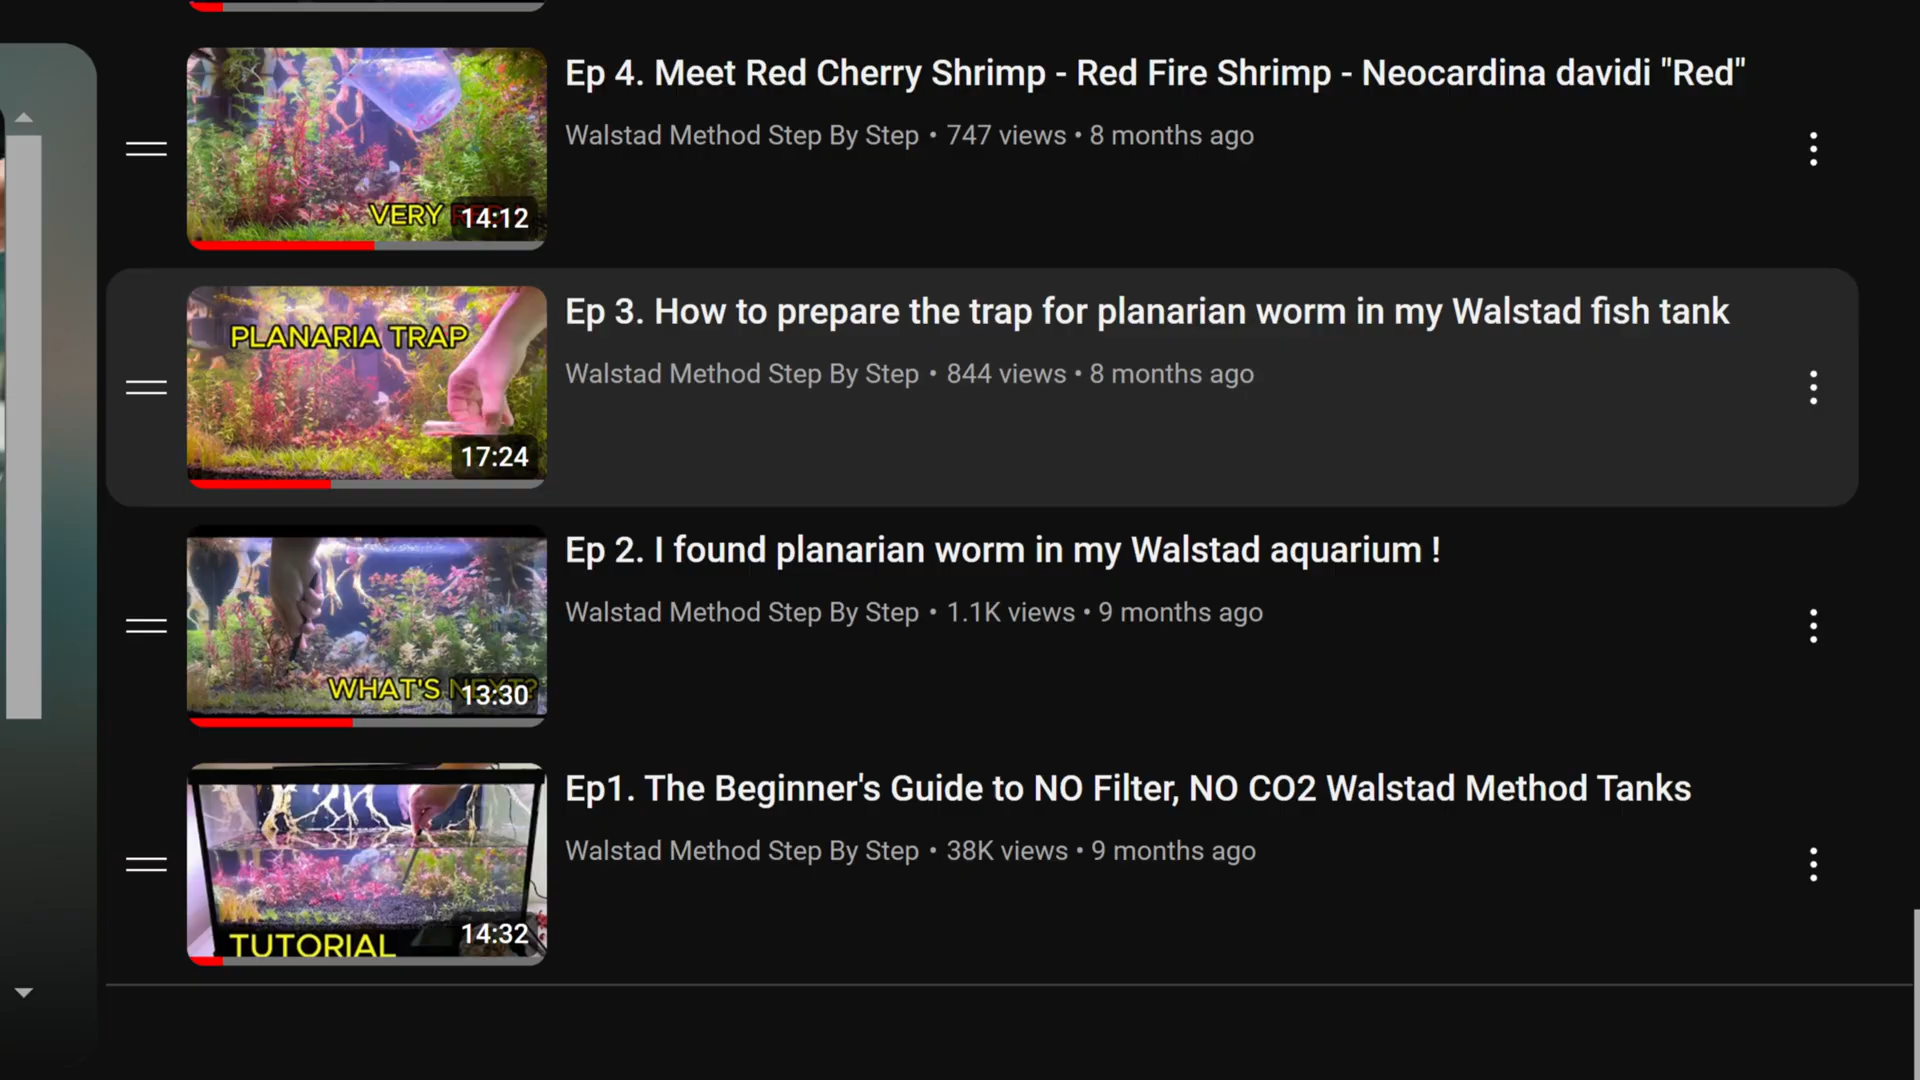 Ep 4. Meet Red Cherry Shrimp - Red Fire Shrimp - Neocardina davidi "Red"
Walstad Method Step By Step • 747 views • 8 months ago
VERY
14:12
Ep 3. How to prepare the trap for planarian worm in my Walstad fish tank
PLANARIA TRAP
Walstad Method Step By Step • 844 views • 8 months ago
17:24
Ep 2. I found planarian worm in my Walstad aquarium !
Walstad Method Step By Step • 1.1K views • 9 months ago
WHAT'S NEXT?
13:30
Ep1. The Beginner's Guide to NO Filter, NO CO2 Walstad Method Tanks
Walstad Method Step By Step • 38K views • 9 months ago
14:32
TUTORIAL